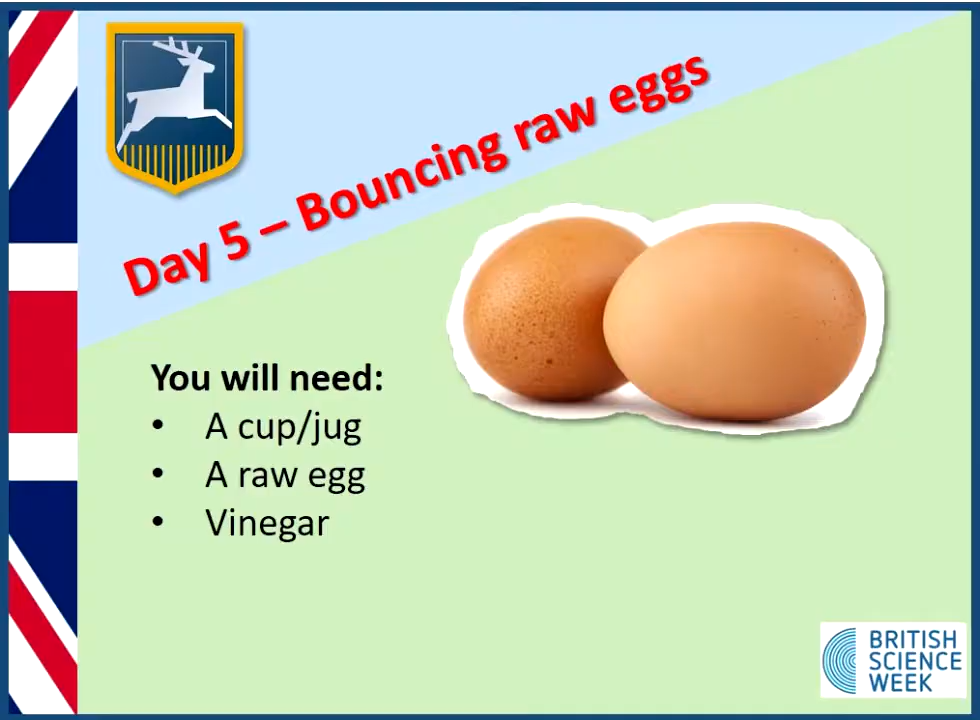 Day 5 – Bouncing raw eggs
You will need:
• A cup/jug
• A raw egg
• Vinegar
BRITISH
SCIENCE
WEEK